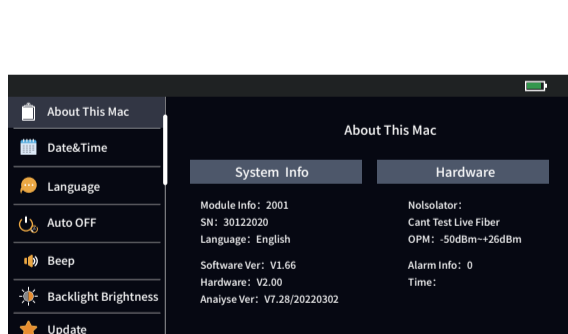 About This Mac
Date&Time
Language
Auto OFF
Beep
Backlight Brightness
Update
About This Mac
System Info
Module Info: 2001
SN: 30122020
Language: English
Software Ver: V1.66
Hardware: V2.00
Anaiyse Ver: V7.28/20220302
Hardware
Nolsolator:
Cant Test Live Fiber
OPM: -50dBm~+26dBm
Alarm Info: 0
Time: